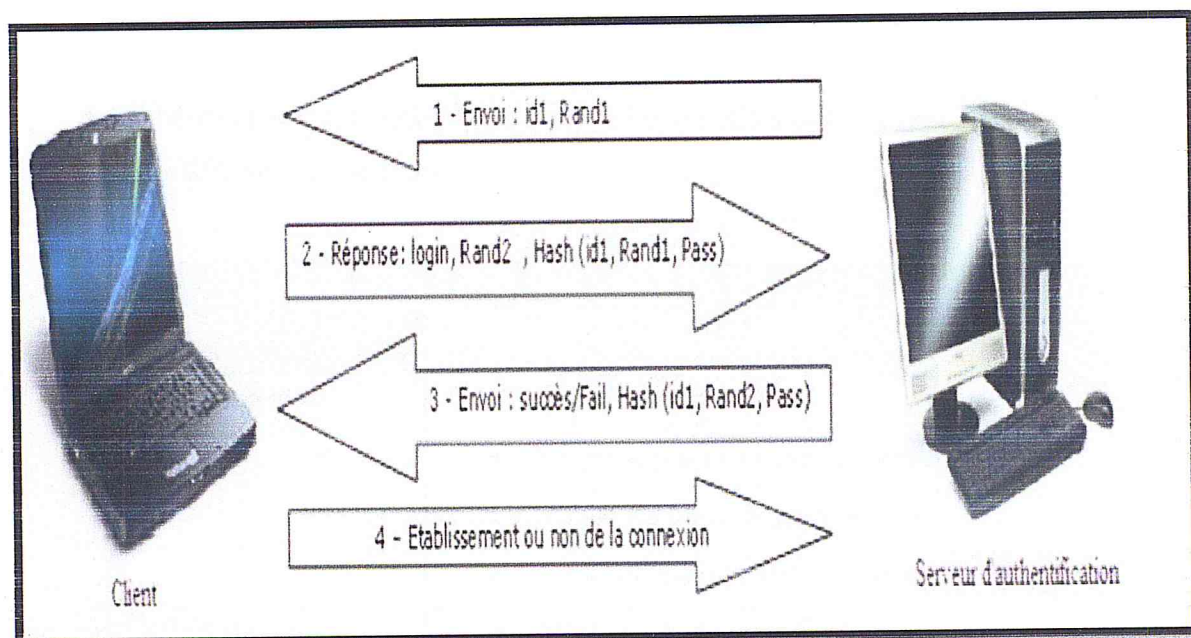 1 - Envoi : id1, Rand1
2 - Réponse: login, Rand2 , Hash (id1, Rand1, Pass)
3 - Envoi : succès/Fail, Hash (id1, Rand2, Pass)
4 - Etablissement ou non de la connexion
Client
Serveur d'authentification